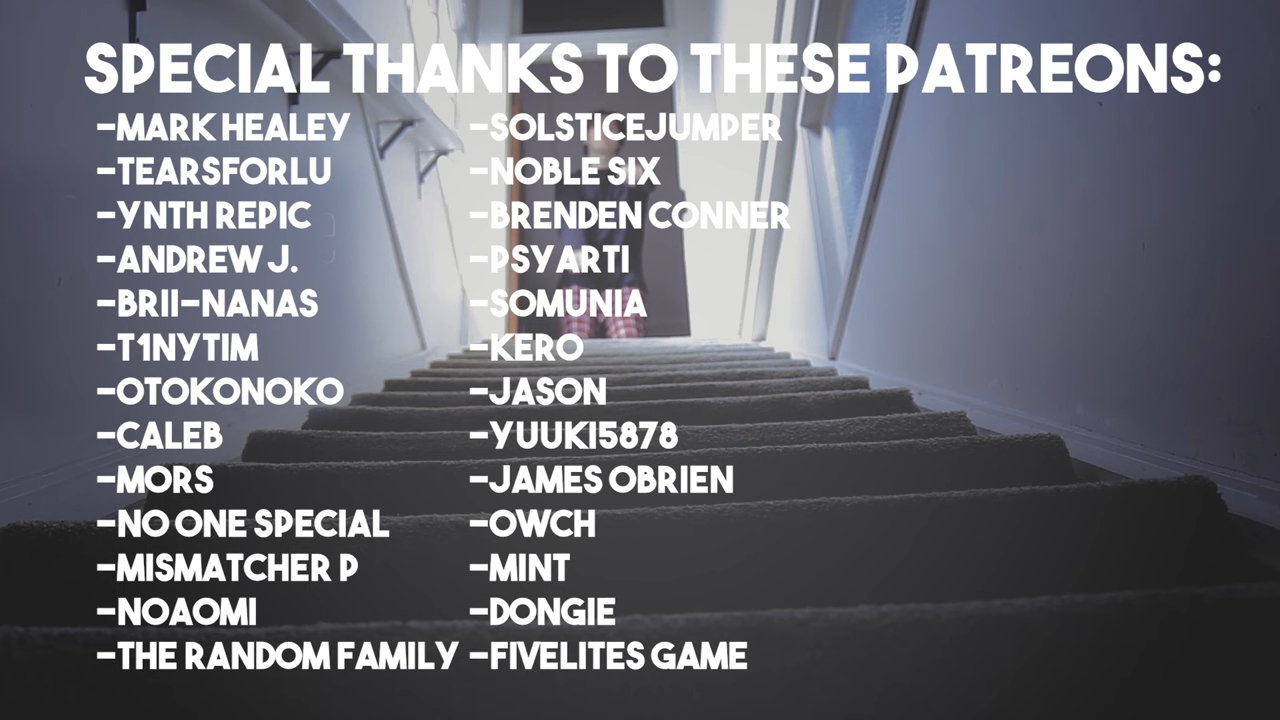 SPECIAL THANKS TO THESE PATREONS:
-MARK HEALEY
-TEARSFORLU
-YNTH REPIC
-ANDREW J.
-BRII-NANAS
-T1NYTIM
-OTOKONOKO
-CALEB
-MORS
-NO ONE SPECIAL
-MISMATCHER P
-NOAOMI
-THE RANDOM FAMILY
-SOLSTICEJUMPER
-NOBLE SIX
-BRENDEN CONNER
-PSYARTI
-SOMUNIA
-KERO
-JASON
-YUUKI5878
-JAMES OBRIEN
-OWCH
-MINT
-DONGIE
-FIVELITES GAME